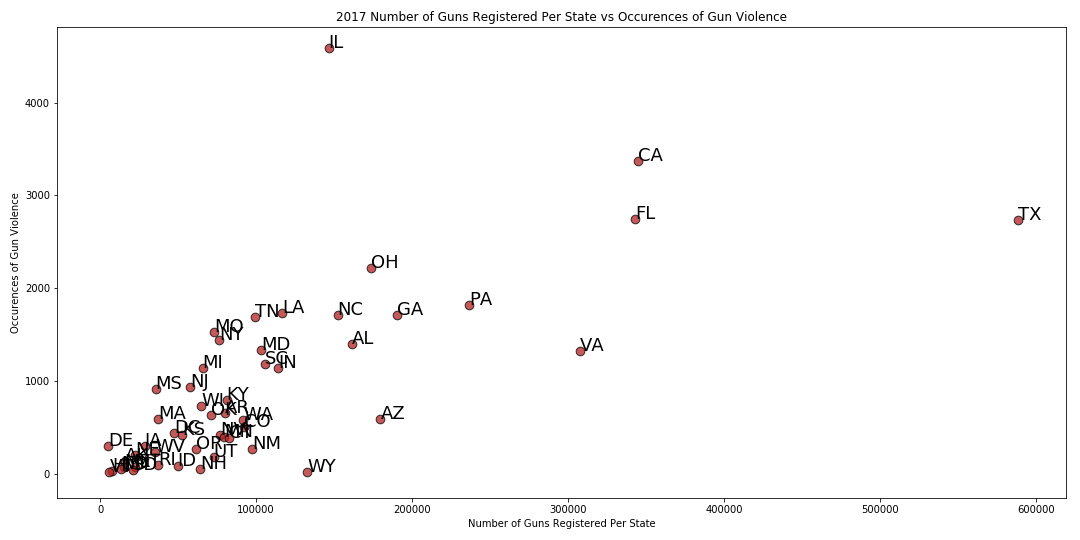 2017 Number of Guns Registered Per State vs Occurences of Gun Violence
IL
4000
CA
3000
FL
TX
OH
2000
PA
LA
TN
NC
GA
MO
NY
AL
MD
VA
SC
IN
MI
1000
NJ
MS
KY
WI
AR
OK
MA
WA
AZ
CO
DC
KS
DE
IA
OR
NM
WV
UT
RI
ID
NH
WY
0
0
100000
200000
300000
400000
500000
600000
Number of Guns Registered Per State
Occurences of Gun Violence